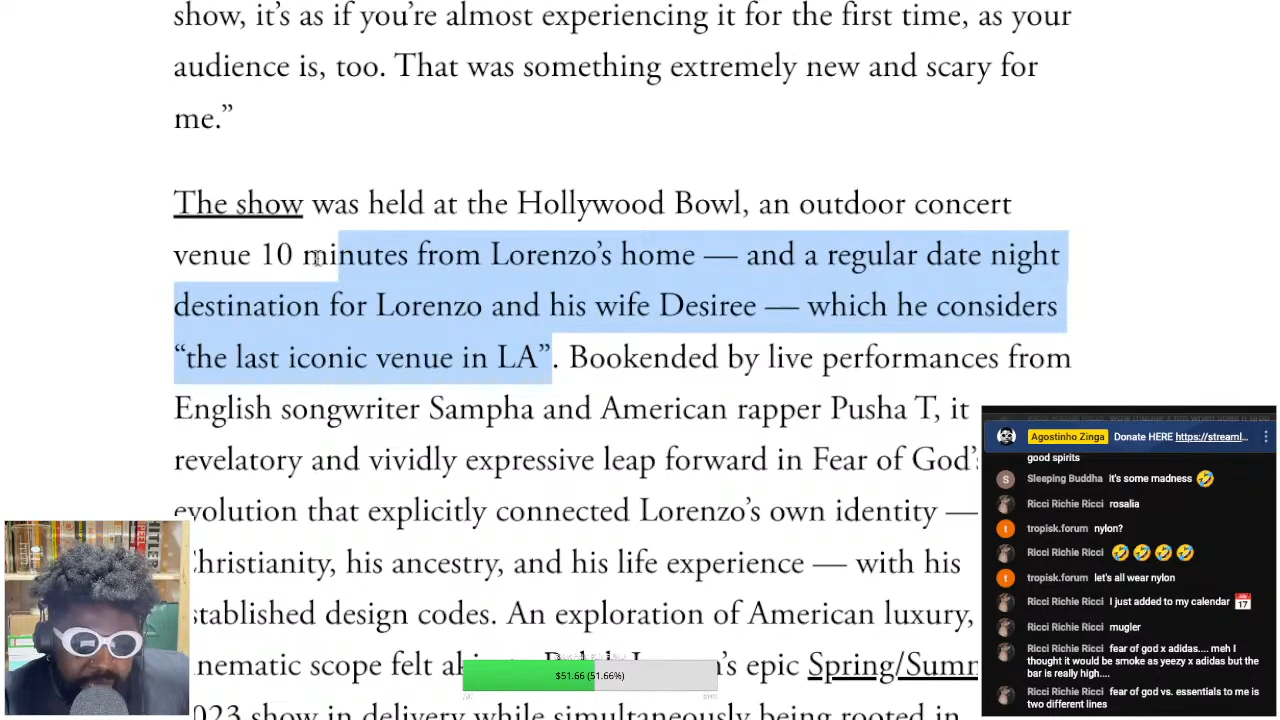 show, it’s as if you’re almost experiencing it for the first time, as your
audience is, too. That was something extremely new and scary for
me.”
The show was held at the Hollywood Bowl, an outdoor concert
venue 10 minutes from Lorenzo’s home — and a regular date night
destination for Lorenzo and his wife Desiree — which he considers
“the last iconic venue in LA”. Bookended by live performances from
English songwriter Sampha and American rapper Pusha T, it
revelatory and vividly expressive leap forward in Fear of God’s
evolution that explicitly connected Lorenzo’s own identity —
Christianity, his ancestry, and his life experience — with his
established design codes. An exploration of American luxury,
epic Spring/Summ
2023 show in delivery while simultaneously being rooted in
$51.66 (51.66%)
Agostinho Zinga Donate HERE https://streaml...
good spirits
Sleeping Buddha it's some madness 🤣
Ricci Richie Ricci rosalia
tropisk.forum nylon?
Ricci Richie Ricci 🤣🤣🤣🤣
tropisk.forum let's all wear nylon
Ricci Richie Ricci I just added to my calendar 📅
Ricci Richie Ricci mugler
Ricci Richie Ricci fear of god x adidas.... meh I
thought it would be smoke as yeezy x adidas but the
bar is really high....
Ricci Richie Ricci fear of god vs. essentials to me is
two different lines